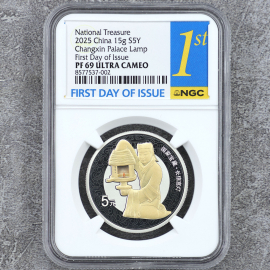 National Treasure
2025 China 15g S5Y
Changxin Palace Lamp
First Day of Issue
PF 69 ULTRA CAMEO
8577537-002
1st
FIRST DAY OF ISSUE
NGC
5元